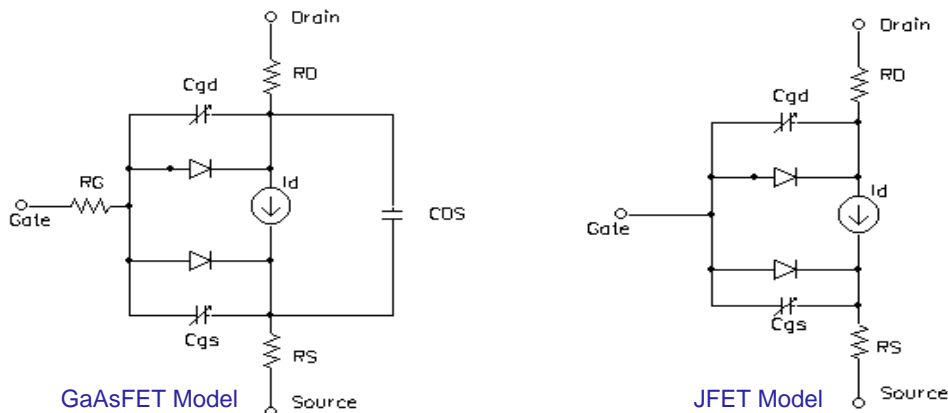 Drain
RD
Cgd
RG
Gate
Id
CDS
Cgs
RS
Source
GaAsFET Model
Drain
RD
Cgd
Id
Gate
Cgs
RS
Source
JFET Model